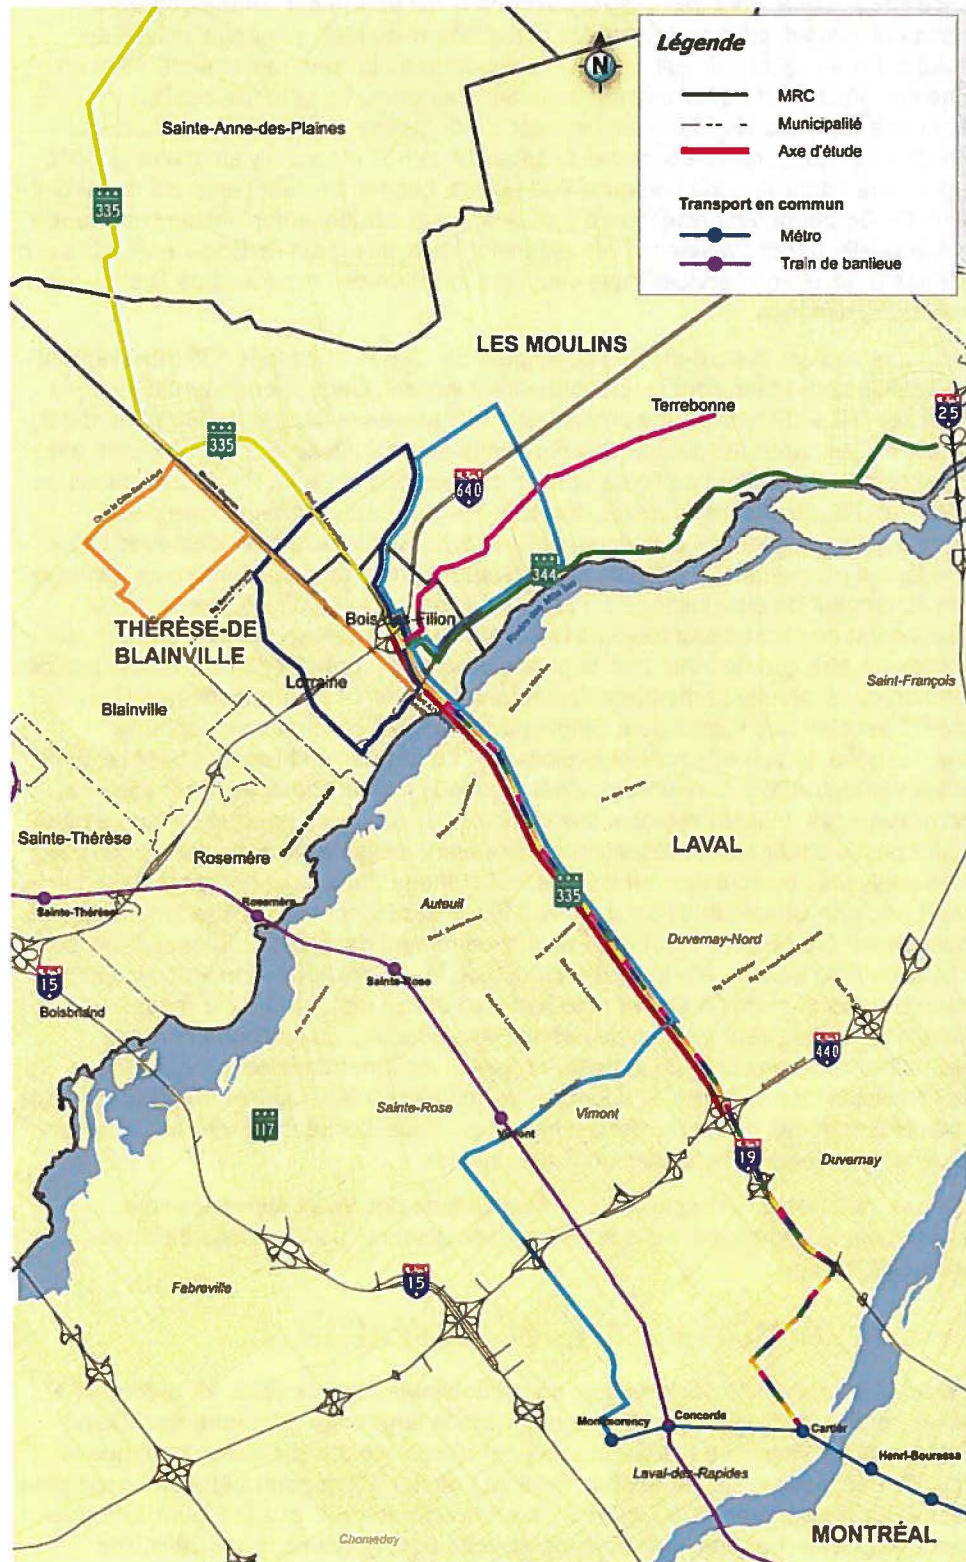 Légende
N
MRC
Municipalité
Axe d'étude
Transport en commun
Métro
Train de banlieue
Sainte-Anne-des-Plaines
335
LES MOULINS
Terrebonne
25
335
640
344
Bois-des-Filion
THÉRÈSE-DE
BLAINVILLE
Lorraine
Blainville
Saint-François
Sainte-Thérèse
Rosemère
LAVAL
335
Auteuil
Duvernay-Nord
Sainte-Thérèse
Rosemère
Sainte-Rose
15
Boisbriand
440
Sainte-Rose
Vimont
Vimont
117
19
Duvernay
Fabreville
15
Montmorency
Concorde
Cartier
Henri-Bourassa
Laval-des-Rapides
MONTRÉAL
Chomedey